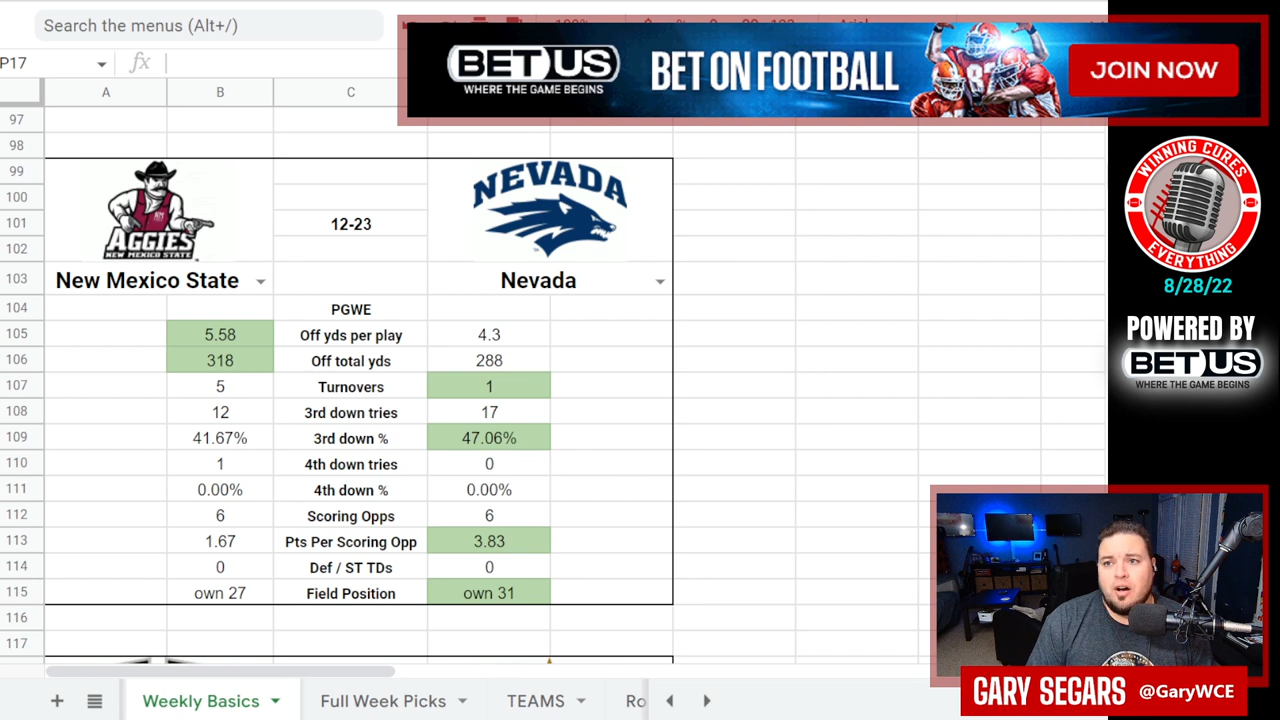 Search the menus (Alt+/)
P17
fx
BETUS
WHERE THE GAME BEGINS
BET ON FOOTBALL
JOIN NOW
A B C
97
98
99
100
101 12-23
102
AGGIES
NEW MEXICO STATE
NEVADA
103 New Mexico State Nevada
104 PGWE
105 5.58 Off yds per play 4.3
106 318 Off total yds 288
107 5 Turnovers 1
108 12 3rd down tries 17
109 41.67% 3rd down % 47.06%
110 1 4th down tries 0
111 0.00% 4th down % 0.00%
112 6 Scoring Opps 6
113 1.67 Pts Per Scoring Opp 3.83
114 0 Def / ST TDs 0
115 own 27 Field Position own 31
116
117
WINNING CURES
EVERYTHING
8/28/22
POWERED BY
BETUS
WHERE THE GAME BEGINS
GARY SEGARS @GaryWCE
+ Weekly Basics Full Week Picks TEAMS Ro